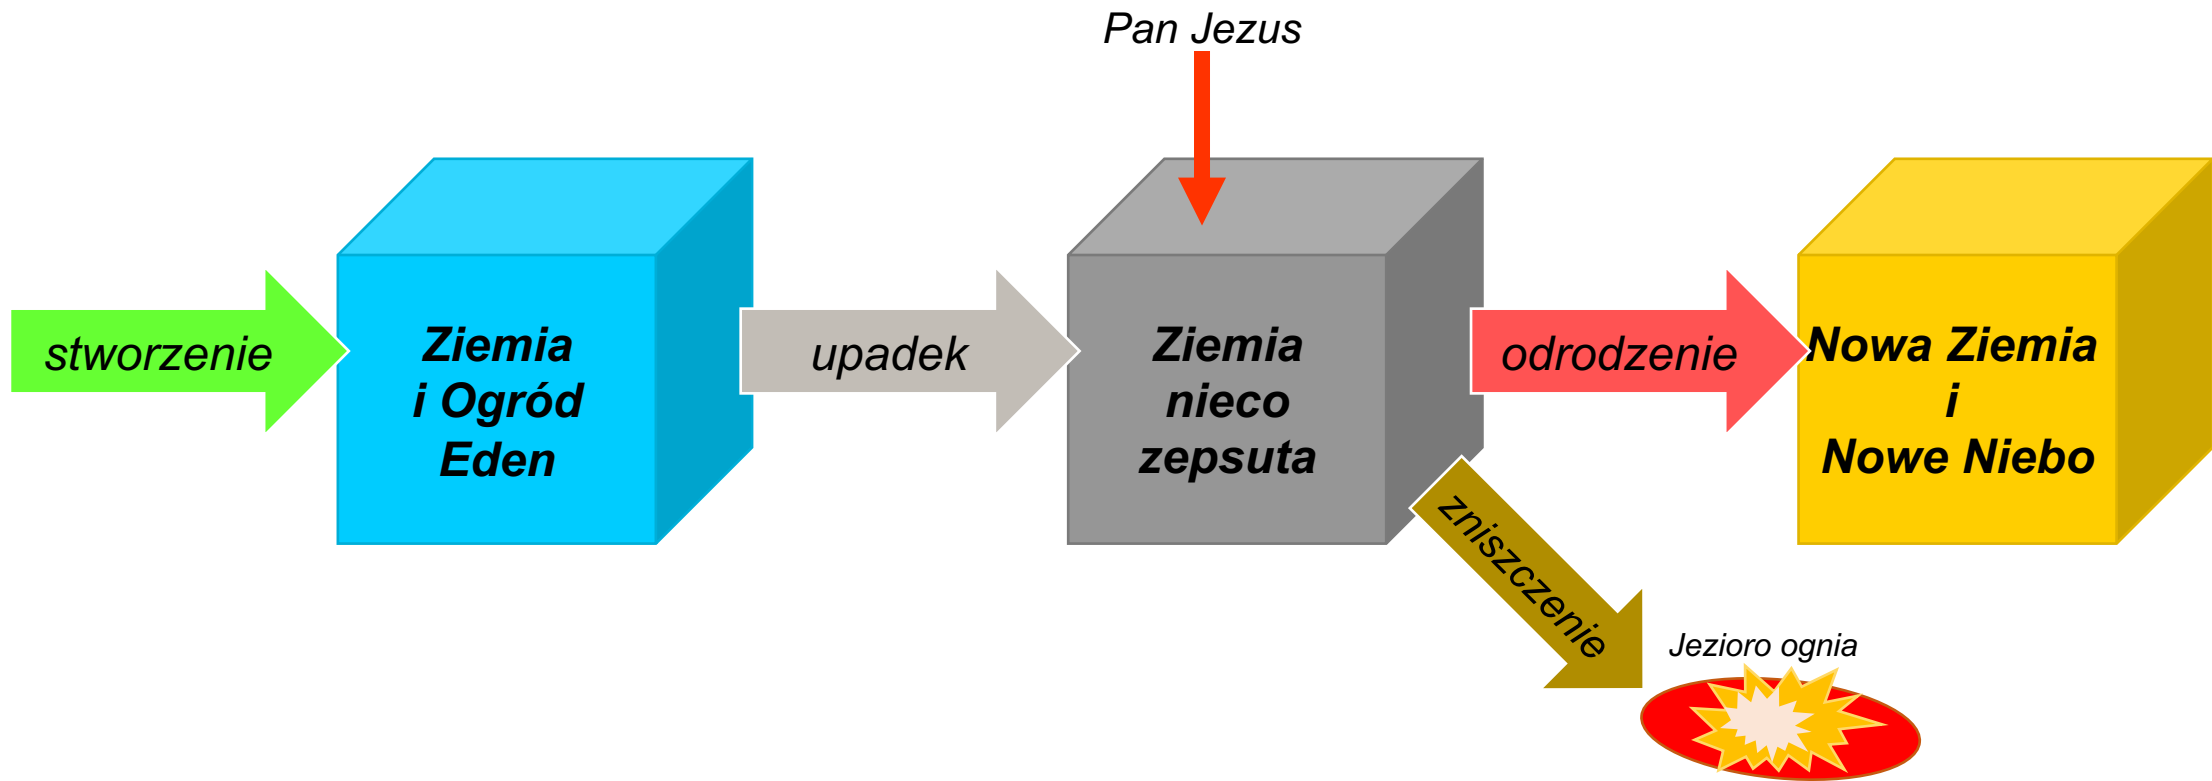 Pan Jezus
stworzenie
Ziemia
i Ogród
Eden
upadek
Ziemia
nieco
zepsuta
odrodzenie
Nowa Ziemia
i
Nowe Niebo
zniszczenie
Jezioro ognia